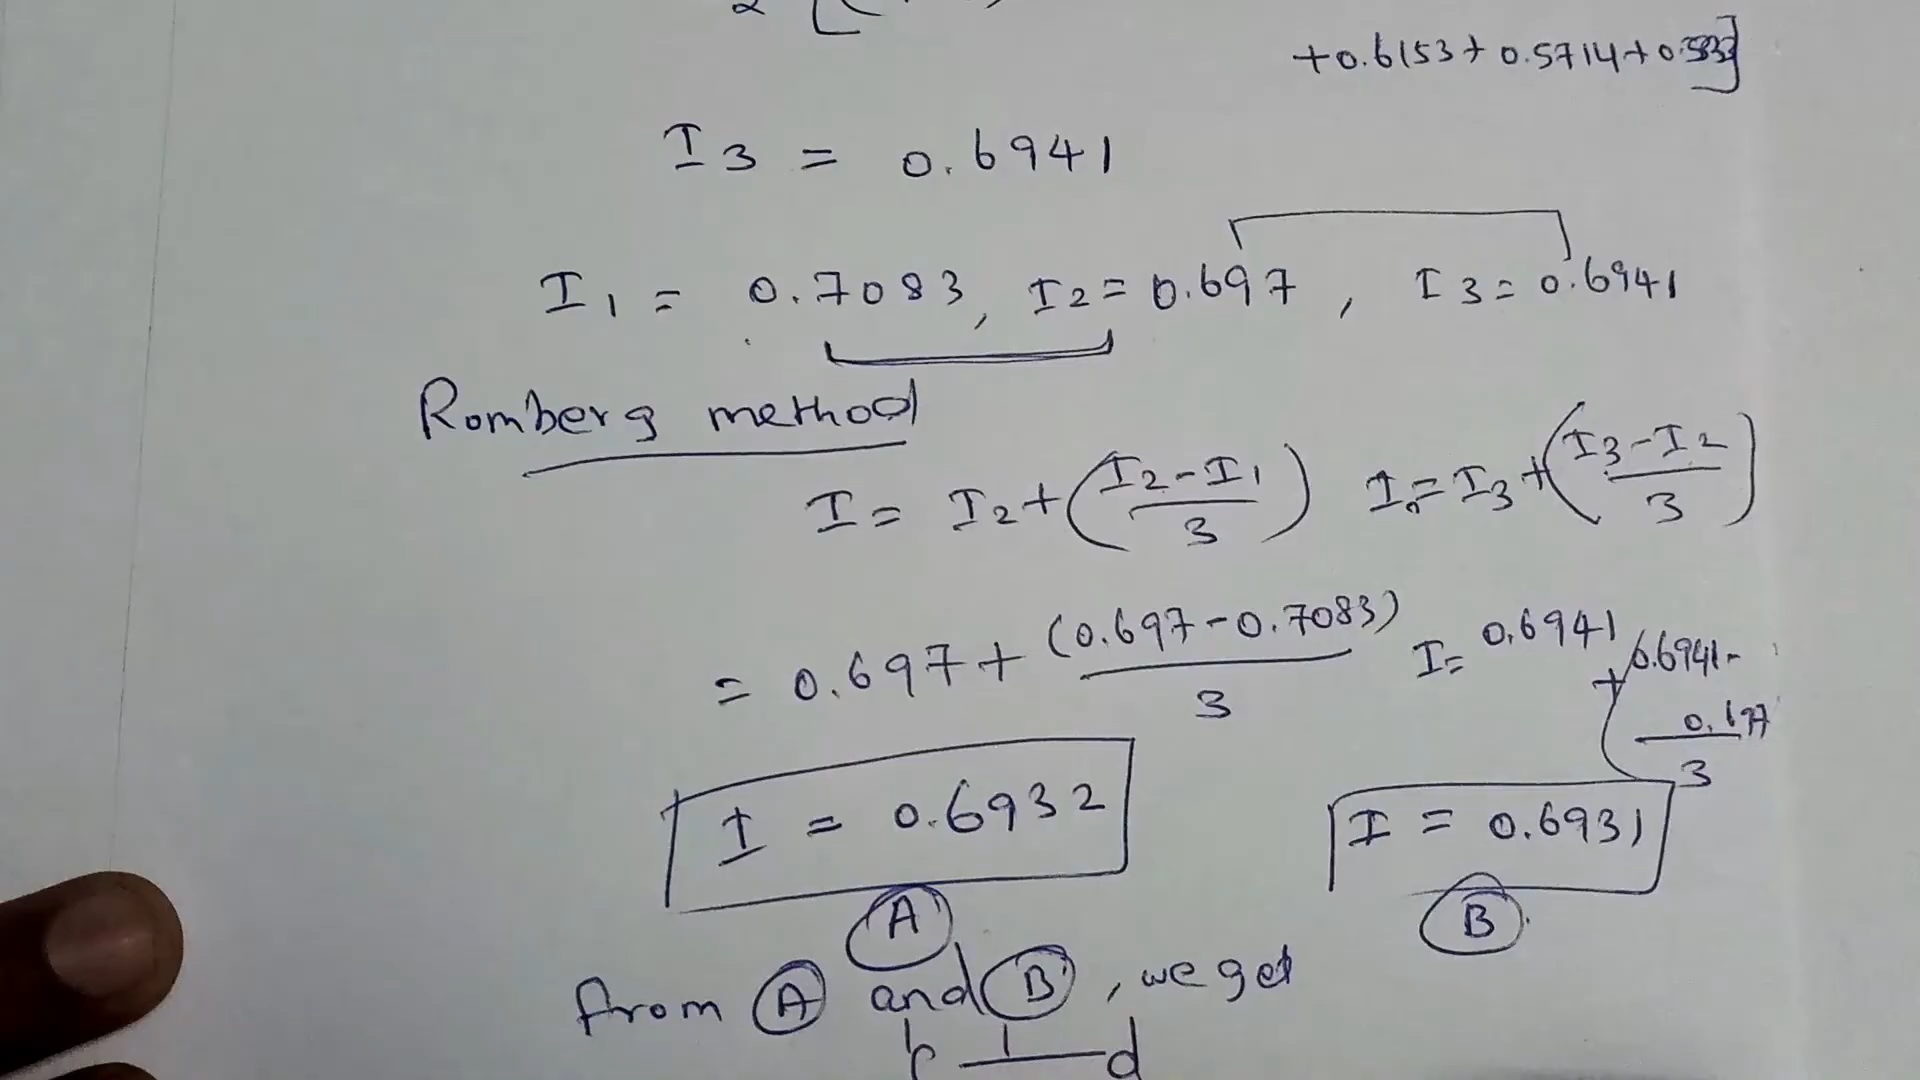 +0.6153+0.5714+0.533]
I3 = 0.6941
I1 = 0.7083, I2 = 0.697, I3 = 0.6941
Romberg method
I = I2+(I2-I1/3) I = I3+(I3-I2/3)
= 0.697+(0.697-0.7083)/3 I = 0.6941+(0.6941-0.697/3
I = 0.6932 I = 0.6931
A B
from A and B, we get